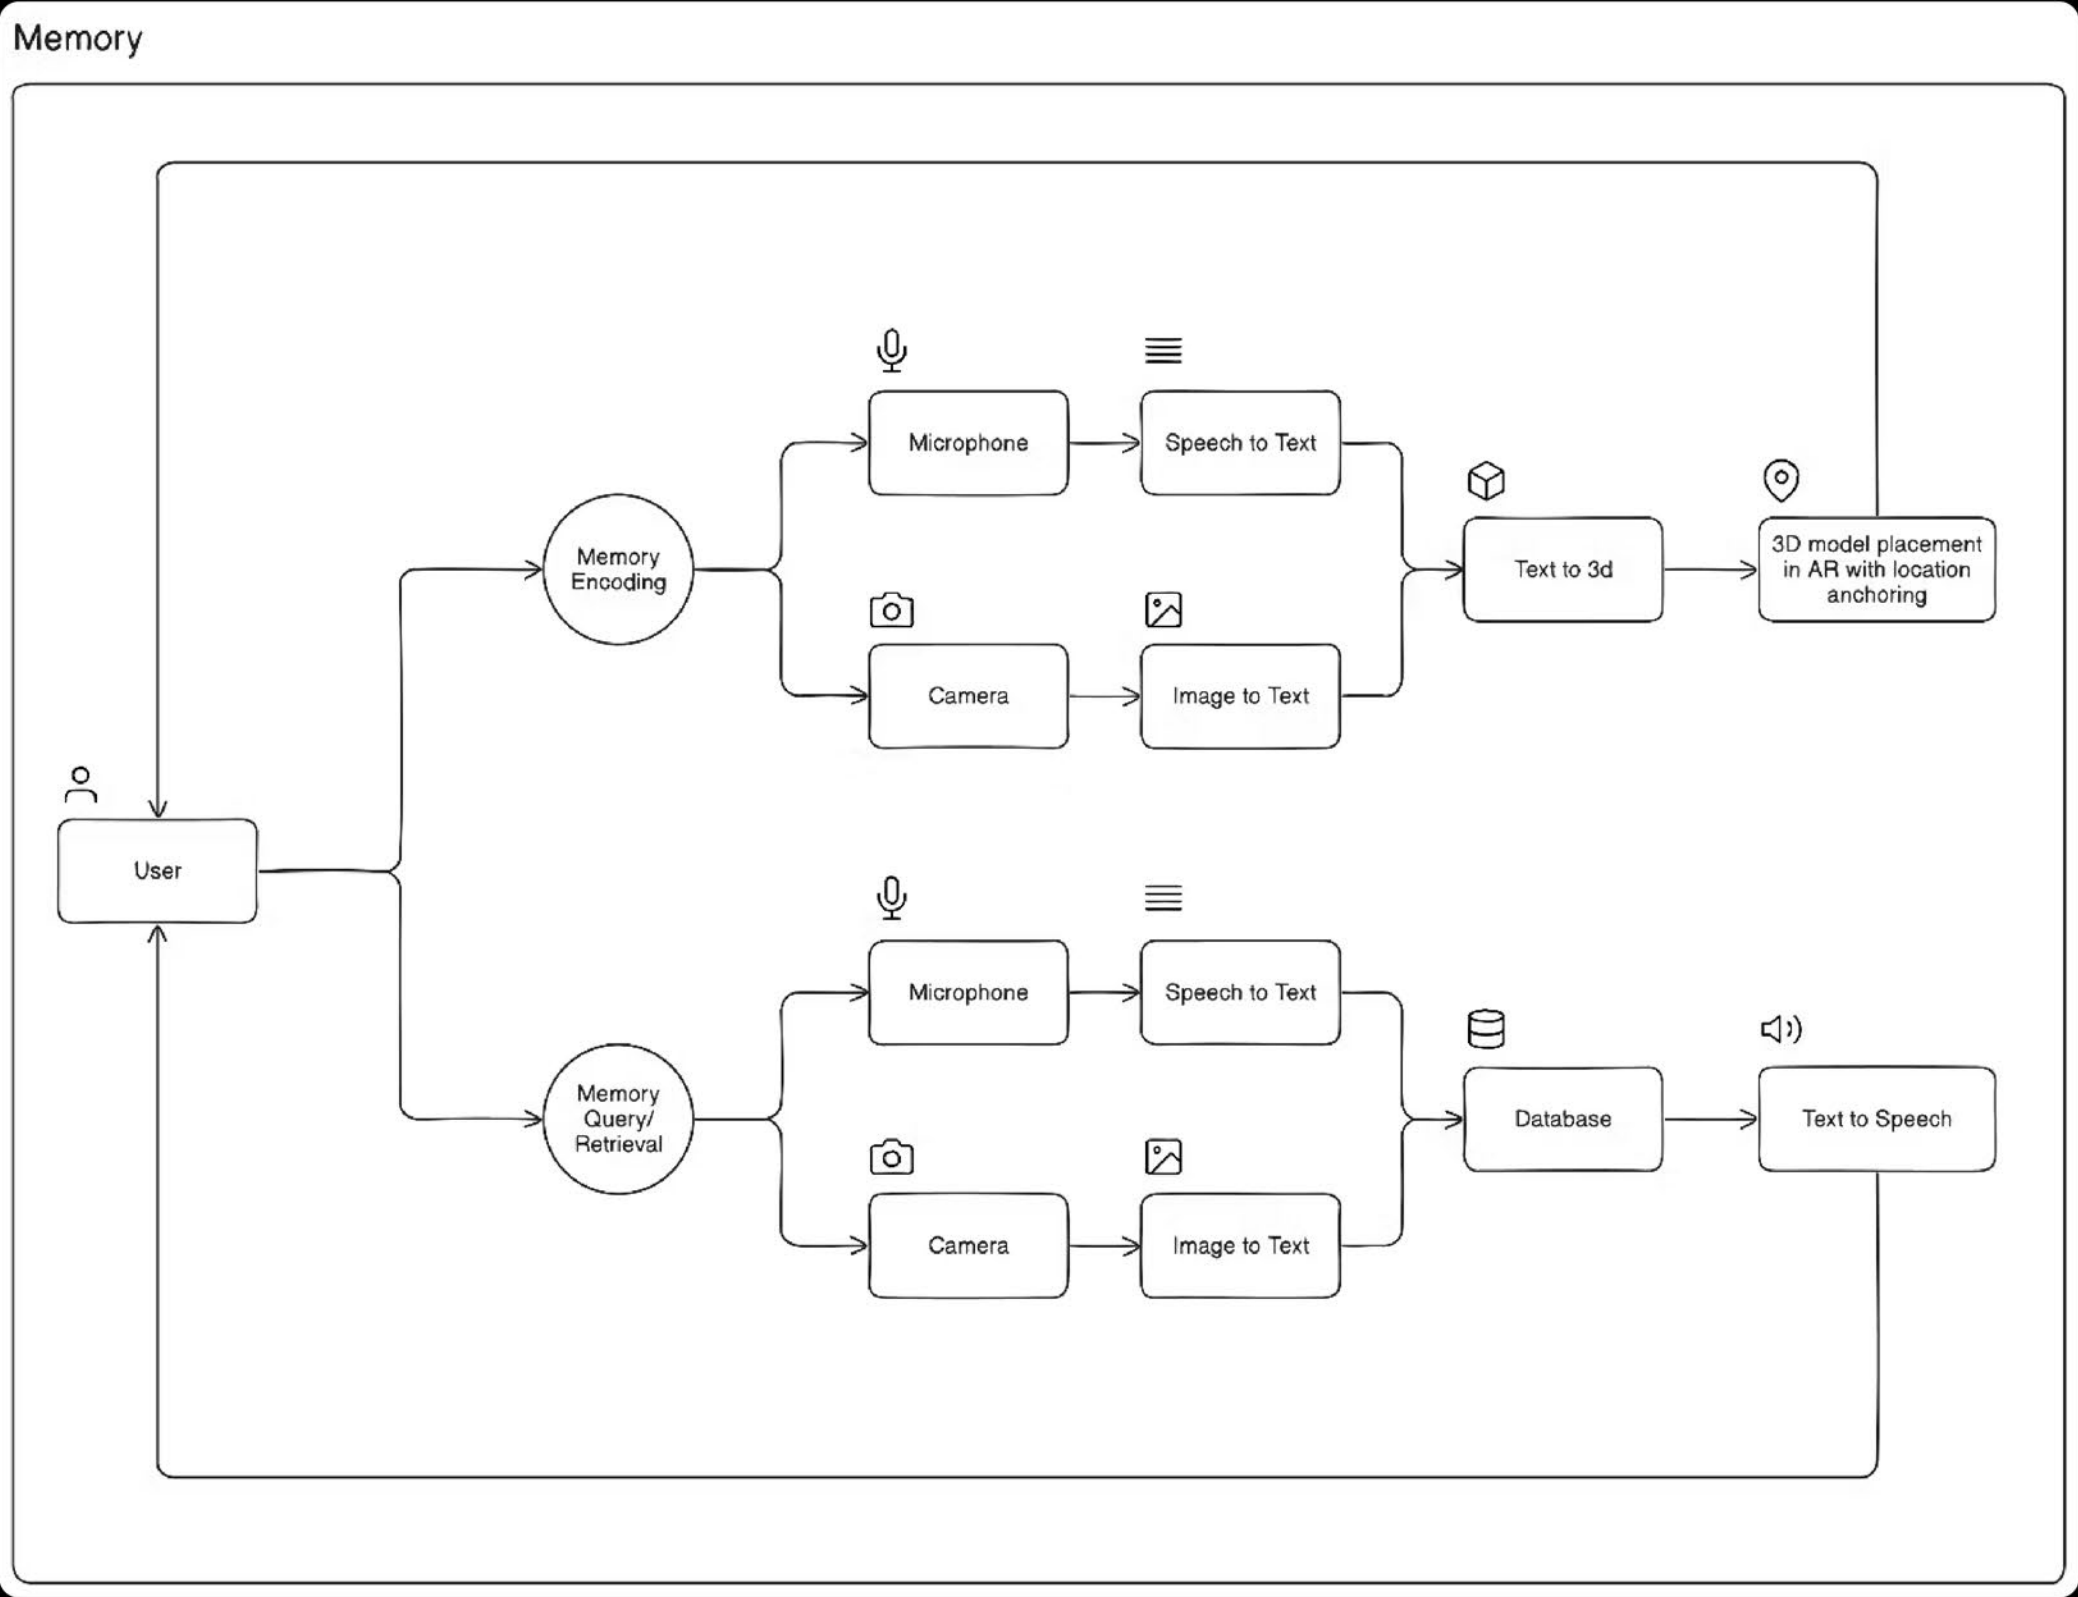 Memory
Microphone
Speech to Text
Memory
Encoding
Text to 3d
3D model placement
in AR with location
anchoring
Camera
Image to Text
User
Microphone
Speech to Text
Memory
Query/
Retrieval
Database
Text to Speech
Camera
Image to Text